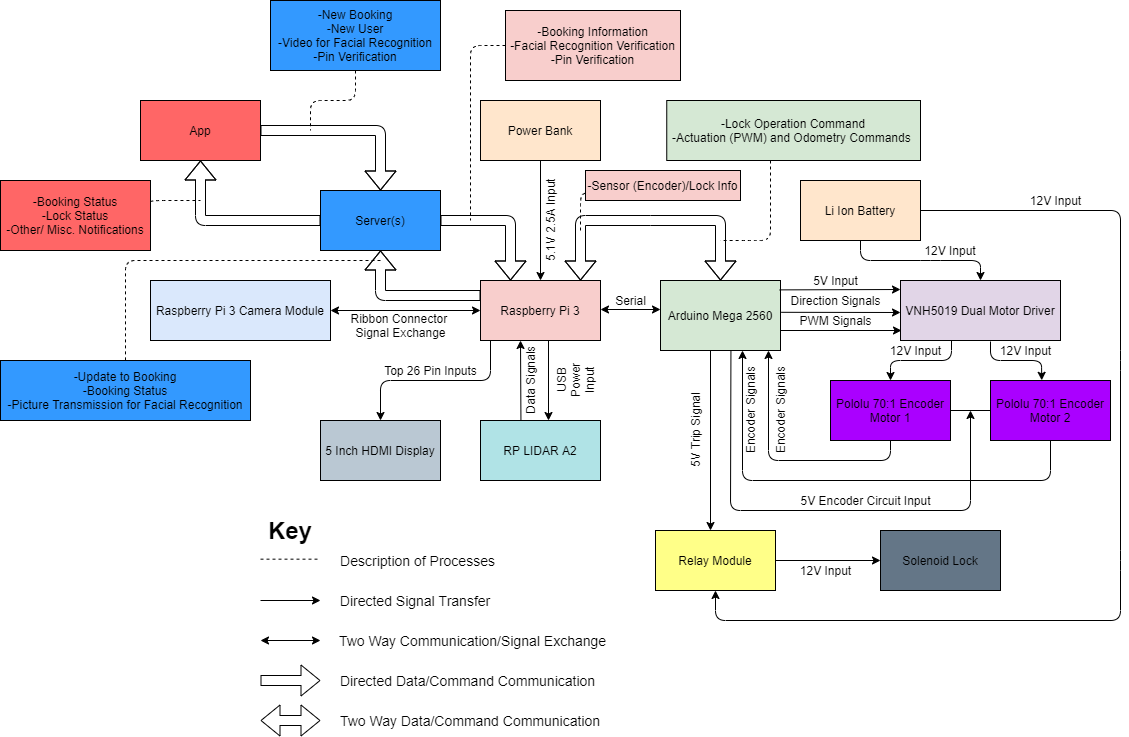 -New Booking
-New User
-Video for Facial Recognition
-Pin Verification
-Booking Information
-Facial Recognition Verification
-Pin Verification
App
Power Bank
-Lock Operation Command
-Actuation (PWM) and Odometry Commands
-Booking Status
-Lock Status
-Other/ Misc. Notifications
Server(s)
5.1V 2.5A Input
-Sensor (Encoder)/Lock Info
Li Ion Battery
12V Input
12V Input
Raspberry Pi 3 Camera Module
Ribbon Connector
Signal Exchange
Raspberry Pi 3
Serial
Arduino Mega 2560
5V Input
Direction Signals
PWM Signals
VNH5019 Dual Motor Driver
12V Input
12V Input
-Update to Booking
-Booking Status
-Picture Transmission for Facial Recognition
Top 26 Pin Inputs
Data Signals
USB
Power
Input
5V Trip Signal
Encoder Signals
Encoder Signals
Pololu 70:1 Encoder
Motor 1
Pololu 70:1 Encoder
Motor 2
5 Inch HDMI Display
RP LIDAR A2
5V Encoder Circuit Input
Relay Module
12V Input
Solenoid Lock
Key
Description of Processes
Directed Signal Transfer
Two Way Communication/Signal Exchange
Directed Data/Command Communication
Two Way Data/Command Communication